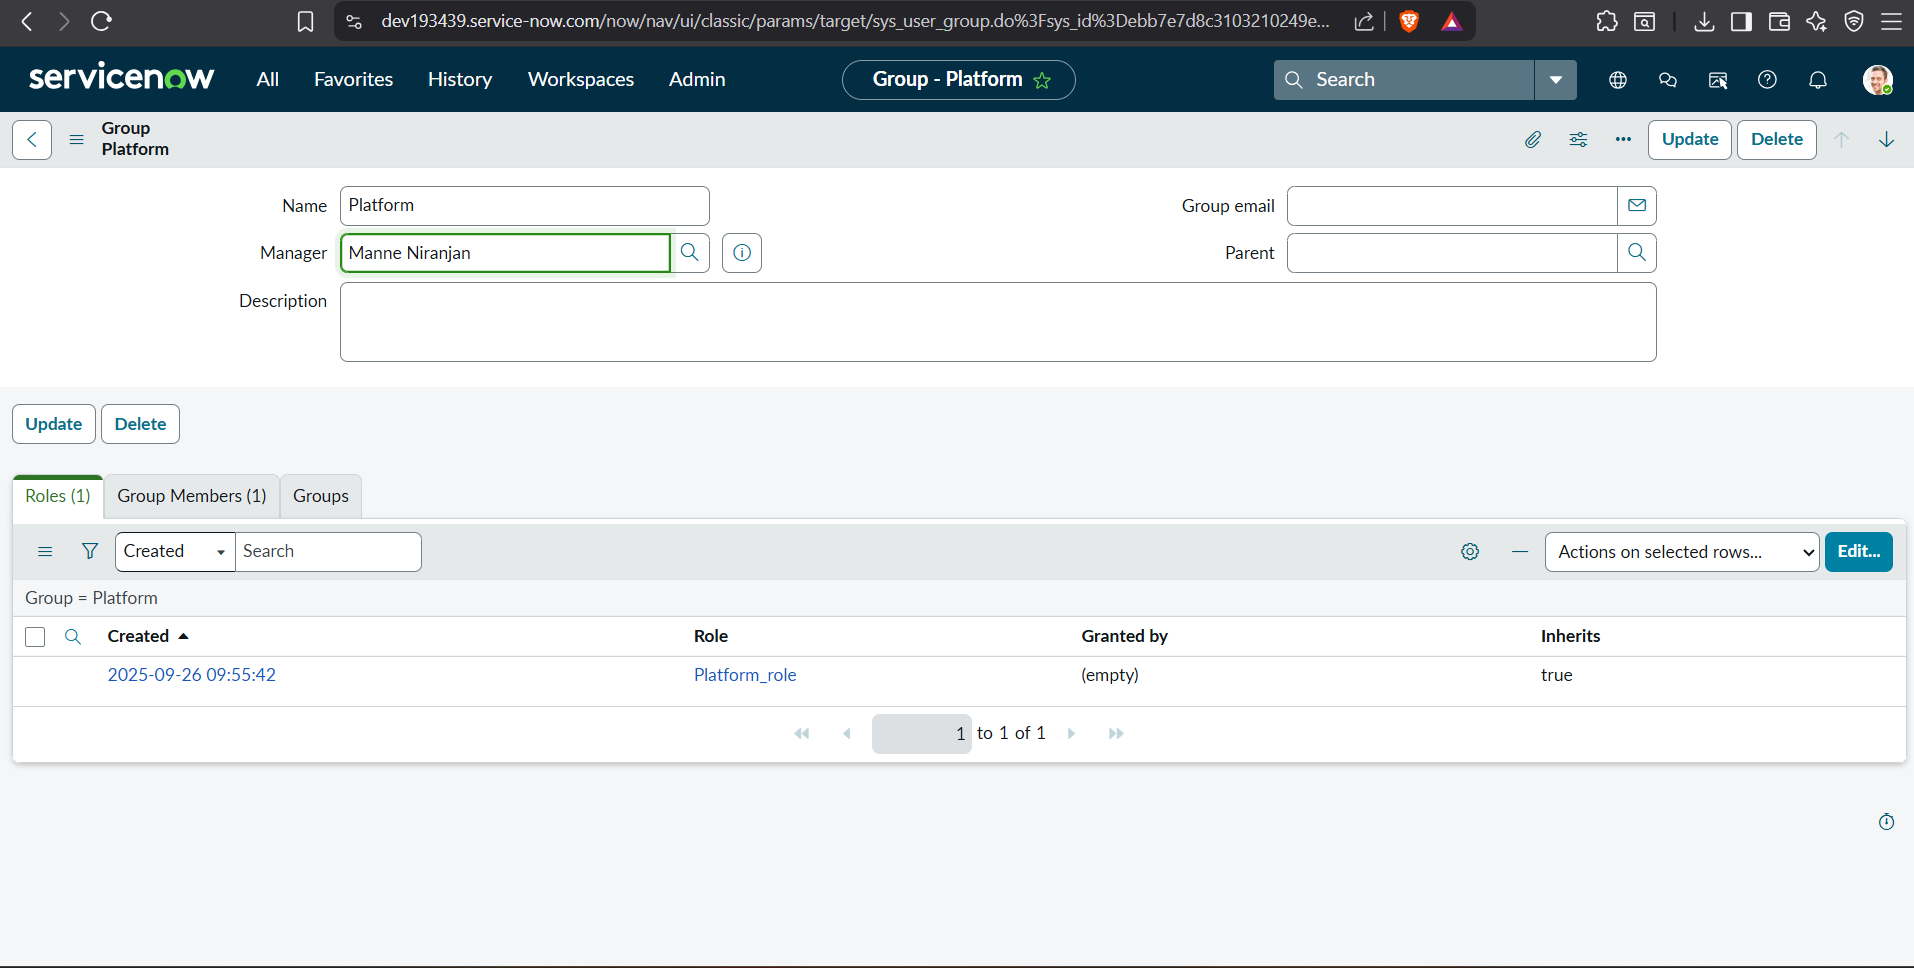 dev193439.service-now.com/now/nav/ui/classic/params/target/sys_user_group.do%3Fsys_id%3Debb7e7d8c3103210249e...
servicenow All Favorites History Workspaces Admin Group - Platform Search
Group
Platform
Update Delete
Name Platform Group email
Manager Manne Niranjan Parent
Description
Update Delete
Roles (1) Group Members (1) Groups
Created Search Actions on selected rows... Edit...
Group = Platform
Created Role Granted by Inherits
2025-09-26 09:55:42 Platform_role (empty) true
1 to 1 of 1